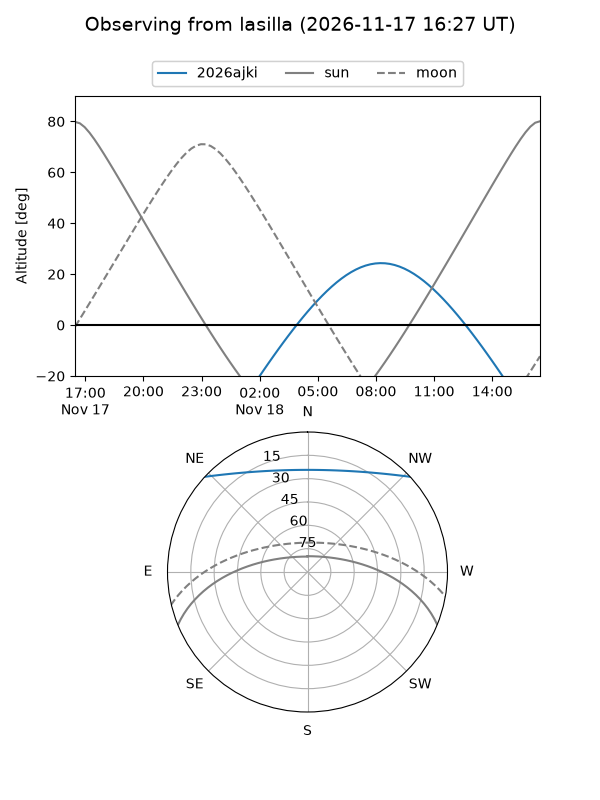 Observing from lasilla (2026-11-17 16:27 UT)
2026ajki sun moon
Altitude [deg]
80
60
40
20
0
−20
17:00 20:00 23:00 02:00 05:00 08:00 11:00 14:00
Nov 17 Nov 18
N
NE NW
15
30
45
60
75
E W
SE SW
S